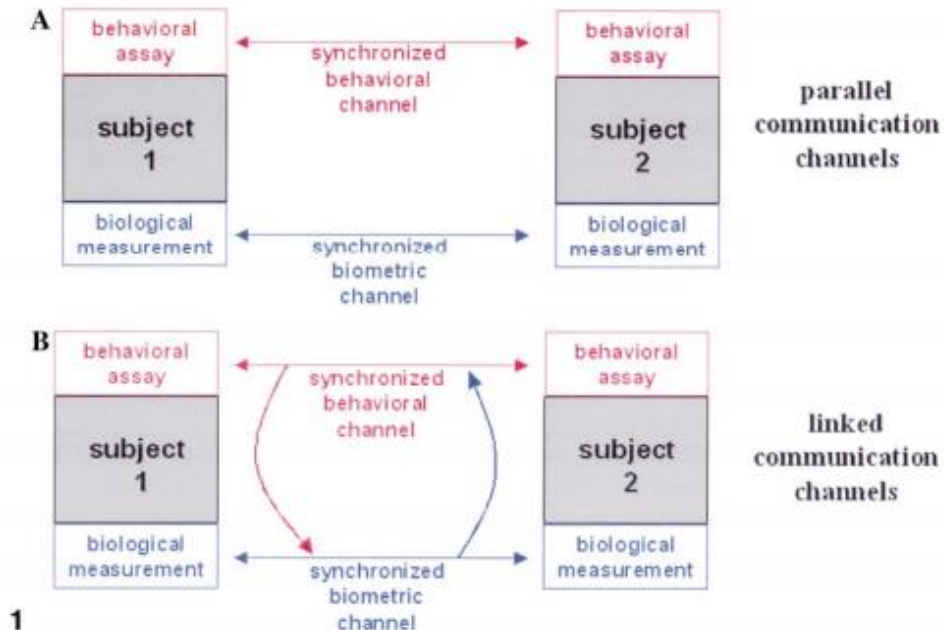 A
behavioral
assay
subject
1
biological
measurement
synchronized
behavioral
channel
synchronized
biometric
channel
behavioral
assay
subject
2
biological
measurement
parallel
communication
channels
B
behavioral
assay
subject
1
biological
measurement
synchronized
behavioral
channel
synchronized
biometric
channel
behavioral
assay
subject
2
biological
measurement
linked
communication
channels
1